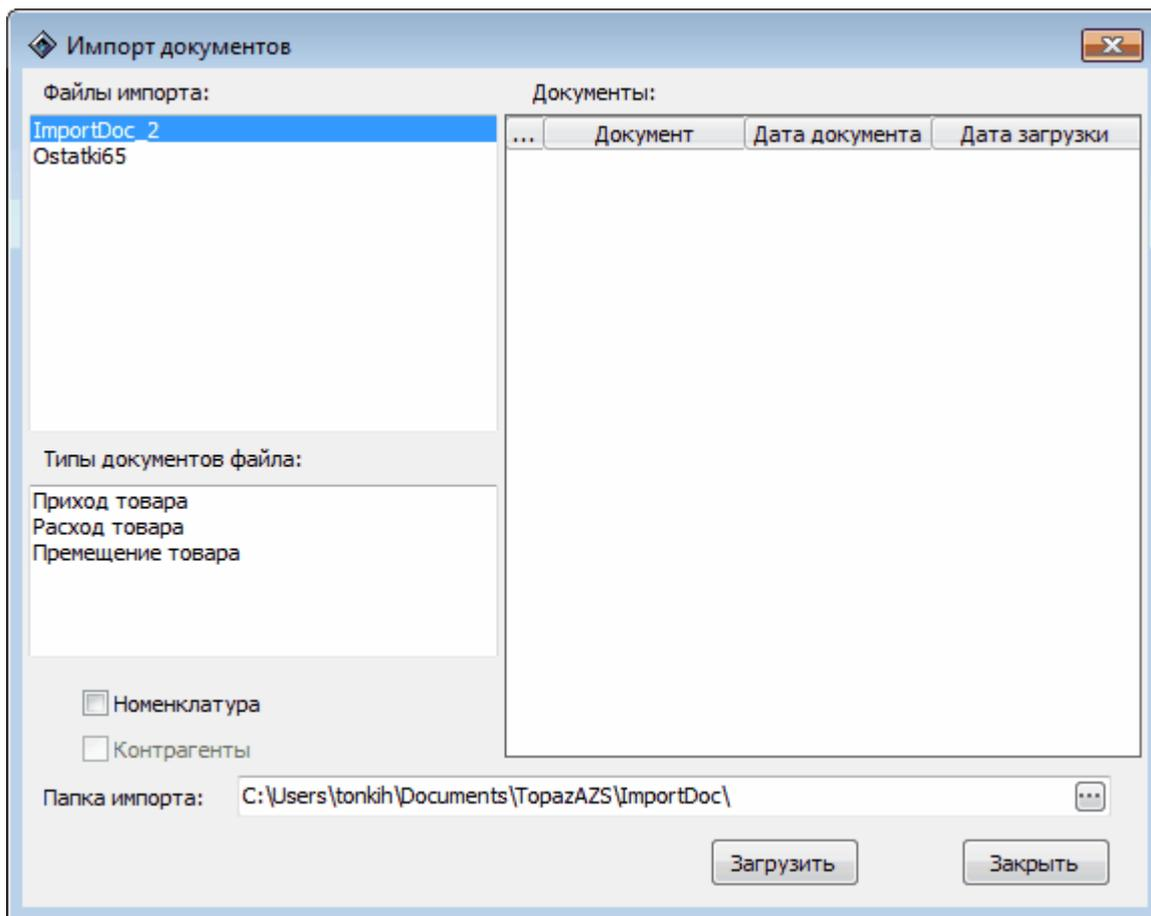 Импорт документов
Файлы импорта:
ImportDoc_2
Ostatki65
Типы документов файла:
Приход товара
Расход товара
Премещение товара
Номенклатура
Контрагенты
Документы:
... Документ Дата документа Дата загрузки
Папка импорта: C:\Users\tonkih\Documents\TopazAZS\ImportDoc\ ...
Загрузить Закрыть